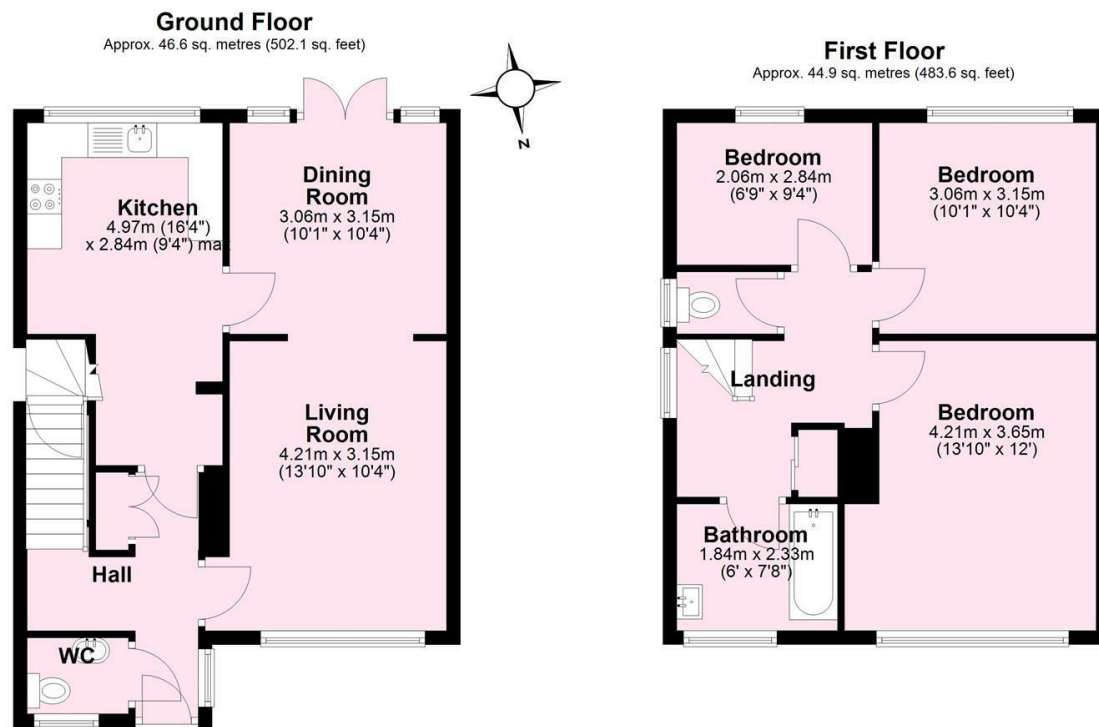 Ground Floor
Approx. 46.6 sq. metres (502.1 sq. feet)
First Floor
Approx. 44.9 sq. metres (483.6 sq. feet)
N
Kitchen
4.97m (16'4")
x 2.84m (9'4") max
Dining
Room
3.06m x 3.15m
(10'1" x 10'4")
Living
Room
4.21m x 3.15m
(13'10" x 10'4")
Hall
WC
Bedroom
2.06m x 2.84m
(6'9" x 9'4")
Bedroom
3.06m x 3.15m
(10'1" x 10'4")
Landing
Bedroom
4.21m x 3.65m
(13'10" x 12')
Bathroom
1.84m x 2.33m
(6' x 7'8")